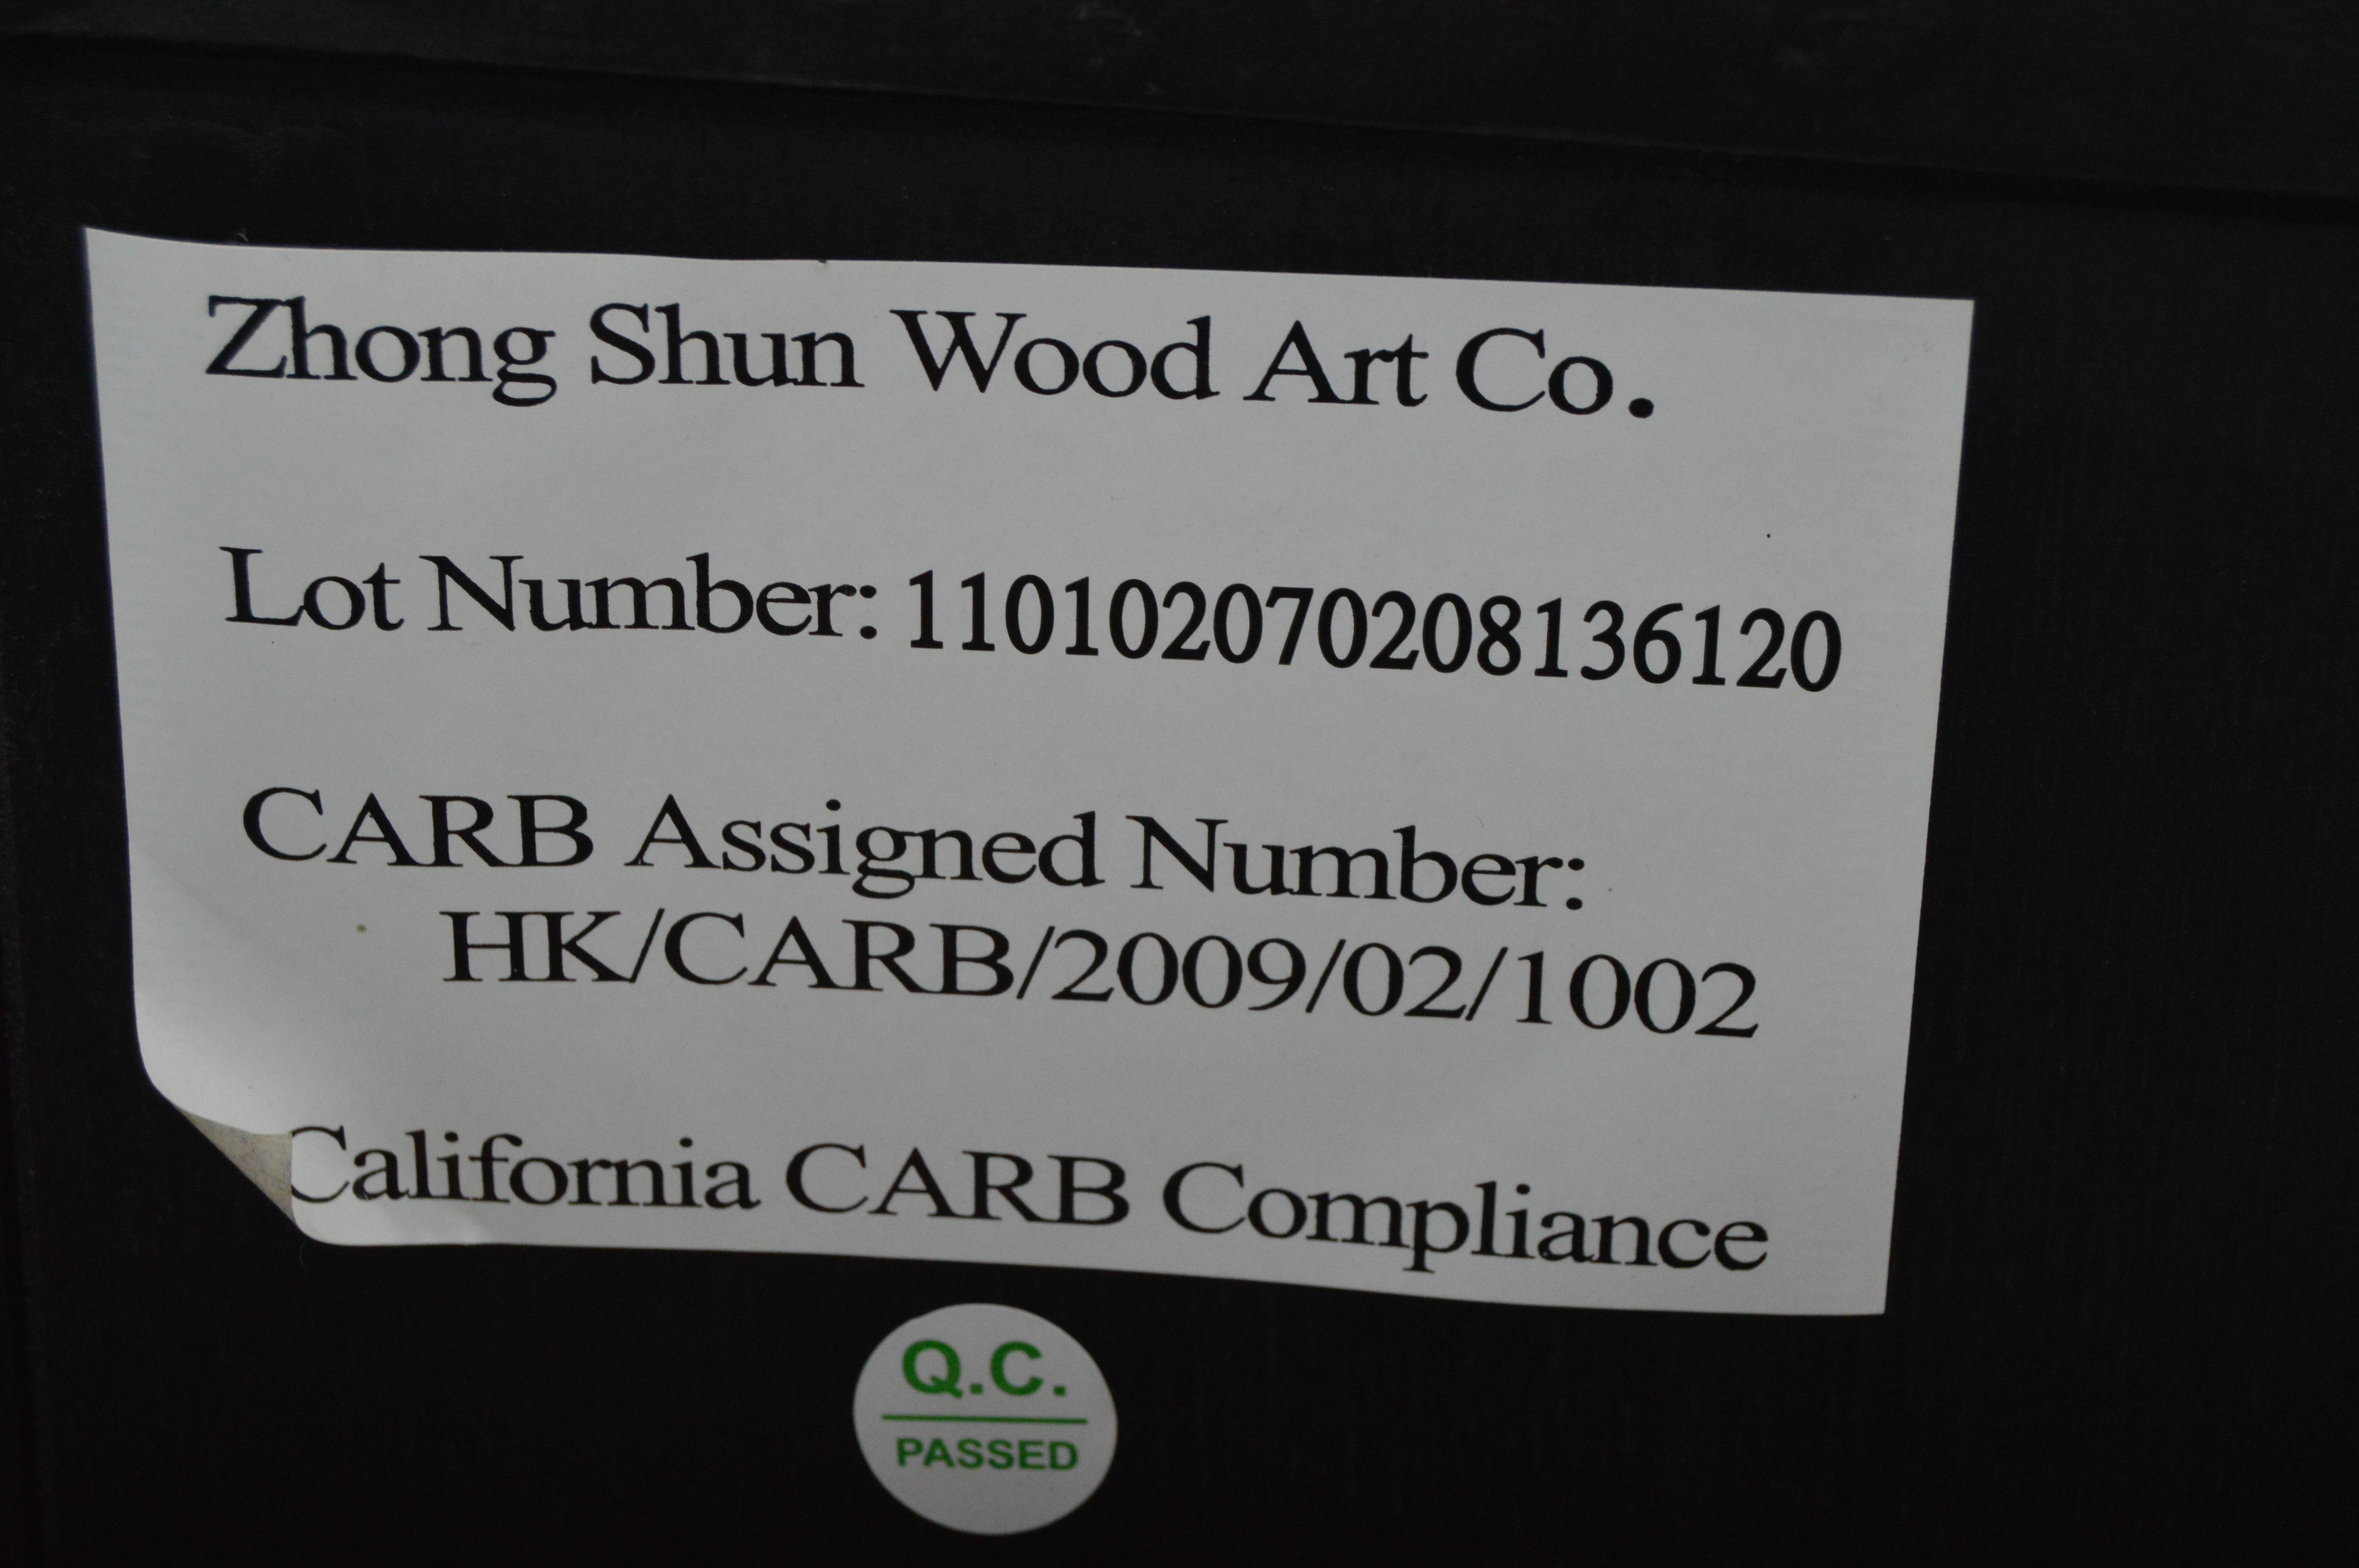 Zhong Shun Wood Art Co.
Lot Number: 110102070208136120
CARB Assigned Number:
HK/CARB/2009/02/1002
California CARB Compliance
Q.C.
PASSED